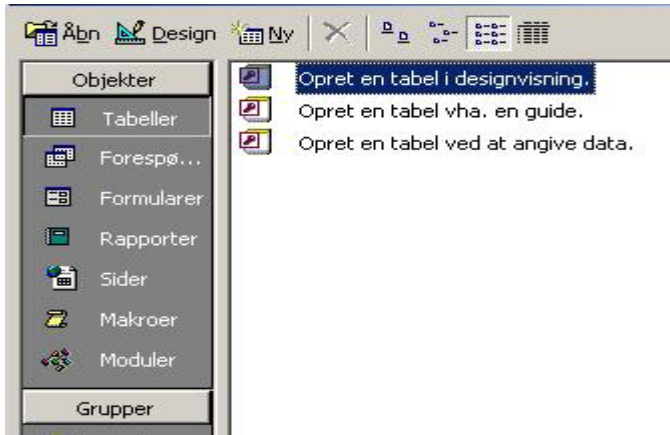 Åbn Design Ny
Objekter
Tabeller
Forespø...
Formularer
Rapporter
Sider
Makroer
Moduler
Grupper
Opret en tabel i designvisning.
Opret en tabel vha. en guide.
Opret en tabel ved at angive data.